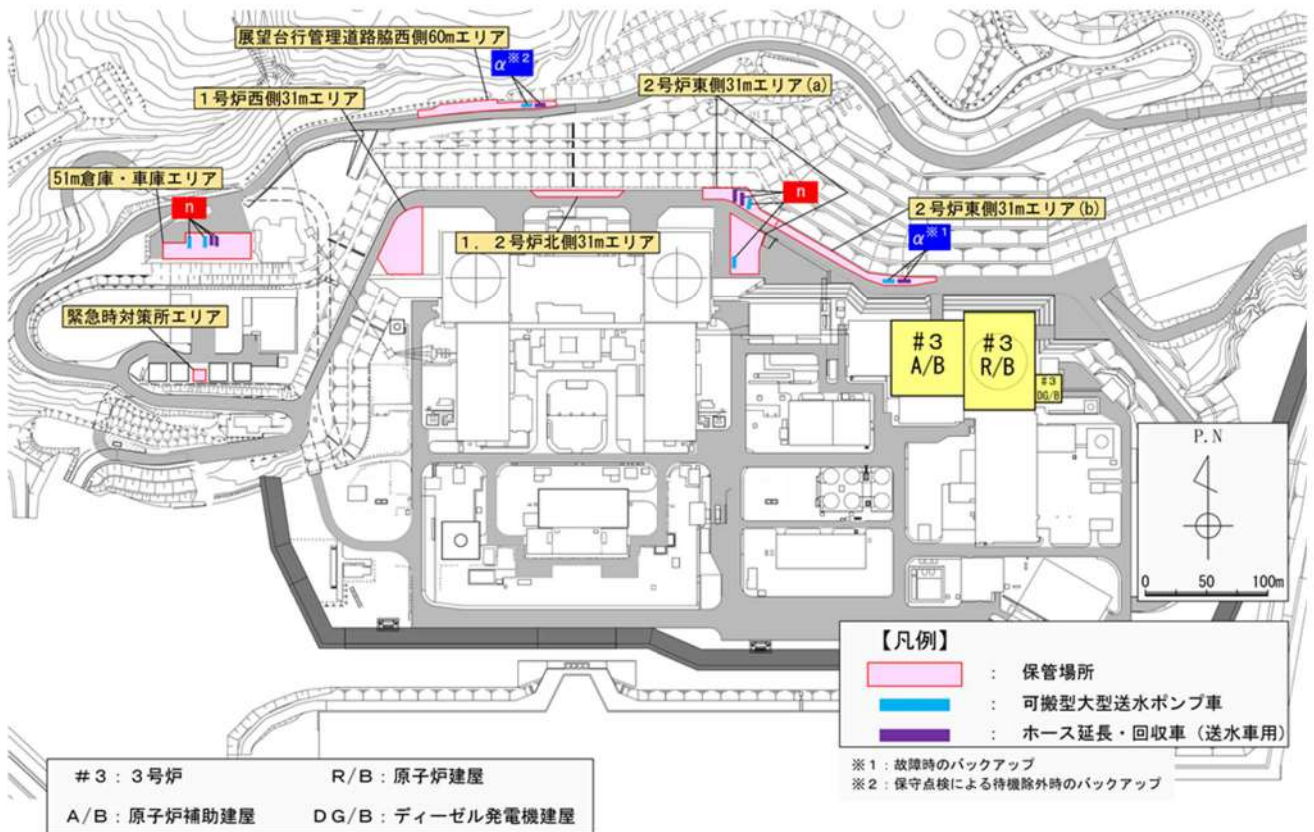 展望台行管理道路脇西側60mエリア
α※2
1号炉西側31mエリア
2号炉東側31mエリア(a)
51m倉庫・車庫エリア
n
n
2号炉東側31mエリア(b)
α※1
1．2号炉北側31mエリア
緊急時対策所エリア
#3
A/B
#3
R/B
#3
DG/B
P.N
0 50 100m
【凡例】
： 保管場所
： 可搬型大型送水ポンプ車
： ホース延長・回収車（送水車用）
※1：故障時のバックアップ
※2：保守点検による待機除外時のバックアップ
#3：3号炉 R/B：原子炉建屋
A/B：原子炉補助建屋 DG/B：ディーゼル発電機建屋